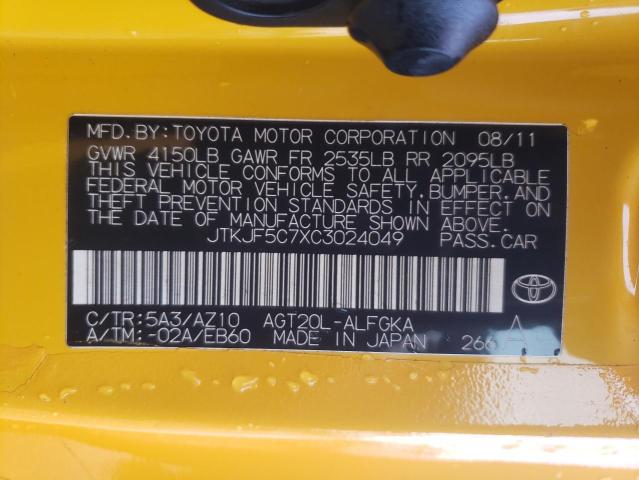 MFD. BY: TOYOTA MOTOR CORPORATION 08/11
GVWR 4150LB GAWR FR 2535LB RR 2095LB
THIS VEHICLE CONFORMS TO ALL APPLICABLE
FEDERAL MOTOR VEHICLE SAFETY, BUMPER, AND
THEFT PREVENTION STANDARDS IN EFFECT ON
THE DATE OF MANUFACTURE SHOWN ABOVE.
JTKJF5C7XC3024049 PASS. CAR
C/TR: 5A3/AZ10 AGT20L-ALFGKA A
A/TM: -02A/EB60 MADE IN JAPAN 266